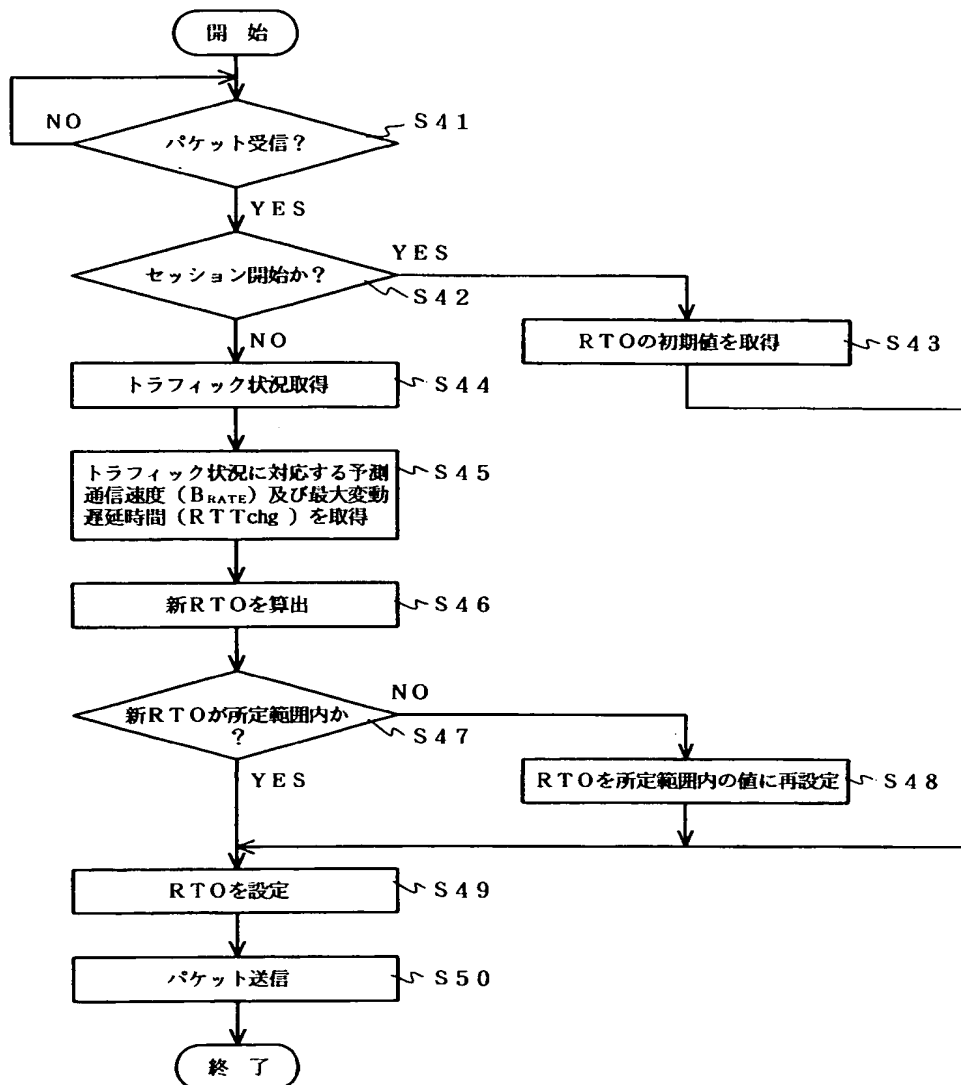 開 始
NO
パケット受信？
S41
YES
YES
セッション開始か？
S42
NO
RTOの初期値を取得
S43
トラフィック状況取得
S44
トラフィック状況に対応する予測
通信速度（BRATE）及び最大変動
遅延時間（RTTchg ）を取得
S45
新RTOを算出
S46
NO
新RTOが所定範囲内か
？
S47
YES
RTOを所定範囲内の値に再設定
S48
RTOを設定
S49
パケット送信
S50
終 了